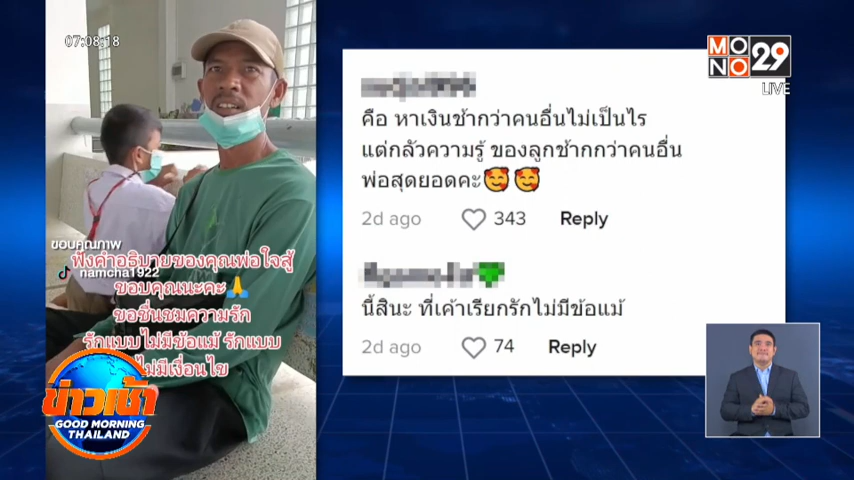 07:08:18
MONO 29
LIVE
คือ หาเงินช้ากว่าคนอื่นไม่เป็นไร
แต่กลัวความรู้ ของลูกช้ากกว่าคนอื่น
พ่อสุดยอดคะ🥰 🥰
2d ago 343 Reply
นี้สินะ ที่เค้าเรียกรักไม่มีข้อแม้
2d ago 74 Reply
ขอบคุณภาพ
namcha1922
ฟังคำอธิบายของคุณพ่อใจสู้
ขอบคุณนะคะ🙏
ขอชื่นชมความรัก
รักแบบไม่มีข้อแม้ รักแบบ
ไม่มีเงื่อนไข
ข่าวเช้า
GOOD MORNING
THAILAND